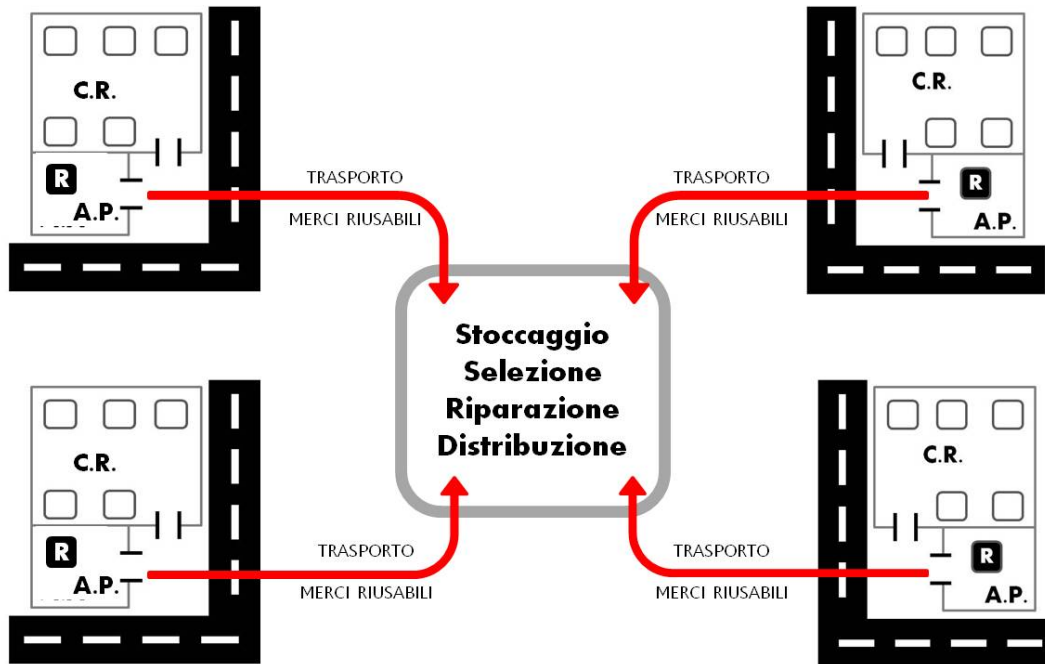 C.R.
R
A.P.
TRASPORTO
MERCI RIUSABILI
C.R.
R
A.P.
TRASPORTO
MERCI RIUSABILI
Stoccaggio
Selezione
Riparazione
Distribuzione
C.R.
R
A.P.
TRASPORTO
MERCI RIUSABILI
C.R.
R
A.P.
TRASPORTO
MERCI RIUSABILI